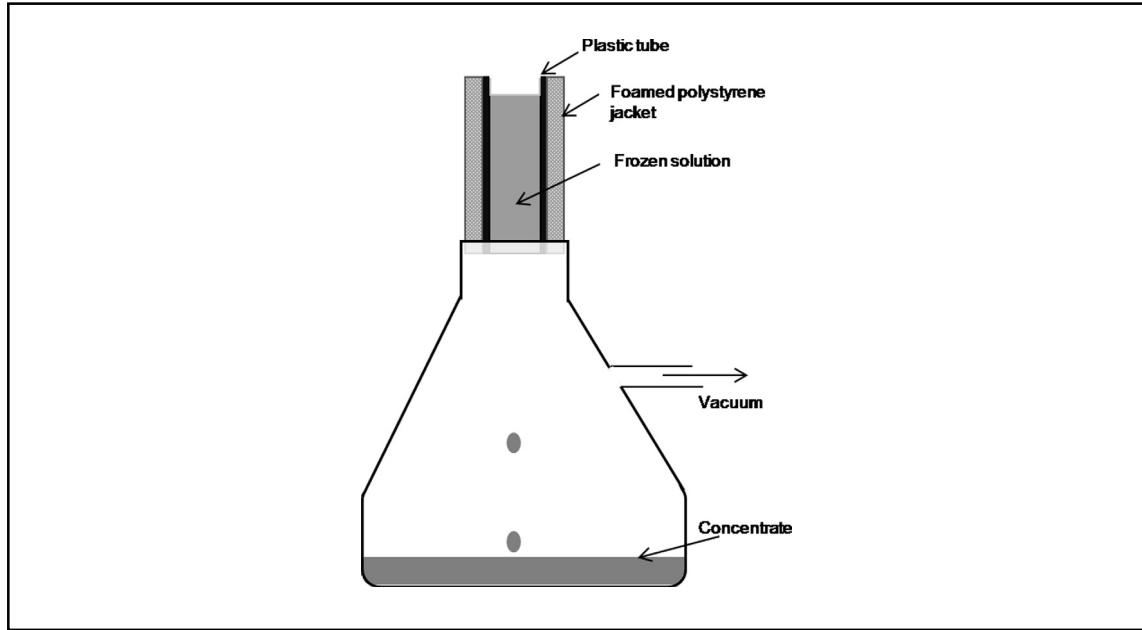 Plastic tube
Foamed polystyrene
jacket
Frozen solution
Vacuum
Concentrate